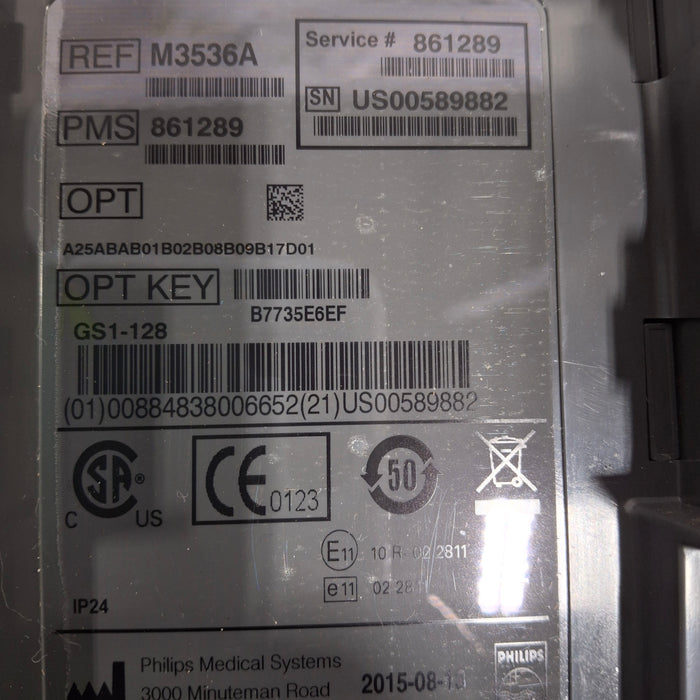 REF M3536A
Service # 861289
SN US00589882
PMS 861289
OPT
A25ABAB01B02B08B09B17D01
OPT KEY
B7735E6EF
GS1-128
(01)00884838006652(21)US00589882
SA ®
C US
CE 0123
50
E11 10 R- 02 2811
e11 02 28
IP24
Philips Medical Systems
3000 Minuteman Road
2015-08-
PHILIPS